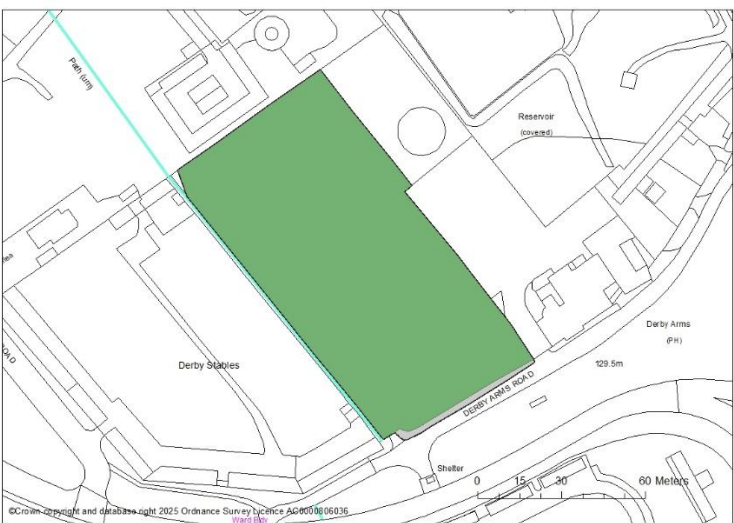 Path (um)
Reservoir
(covered)
Derby Arms
(PH)
129.5m
Derby Stables
DERBY ARMS ROAD
ROAD
Shelter
0 15 30 60 Meters
©Crown copyright and database right 2025 Ordnance Survey Licence AC0000806036
Ward Bdy